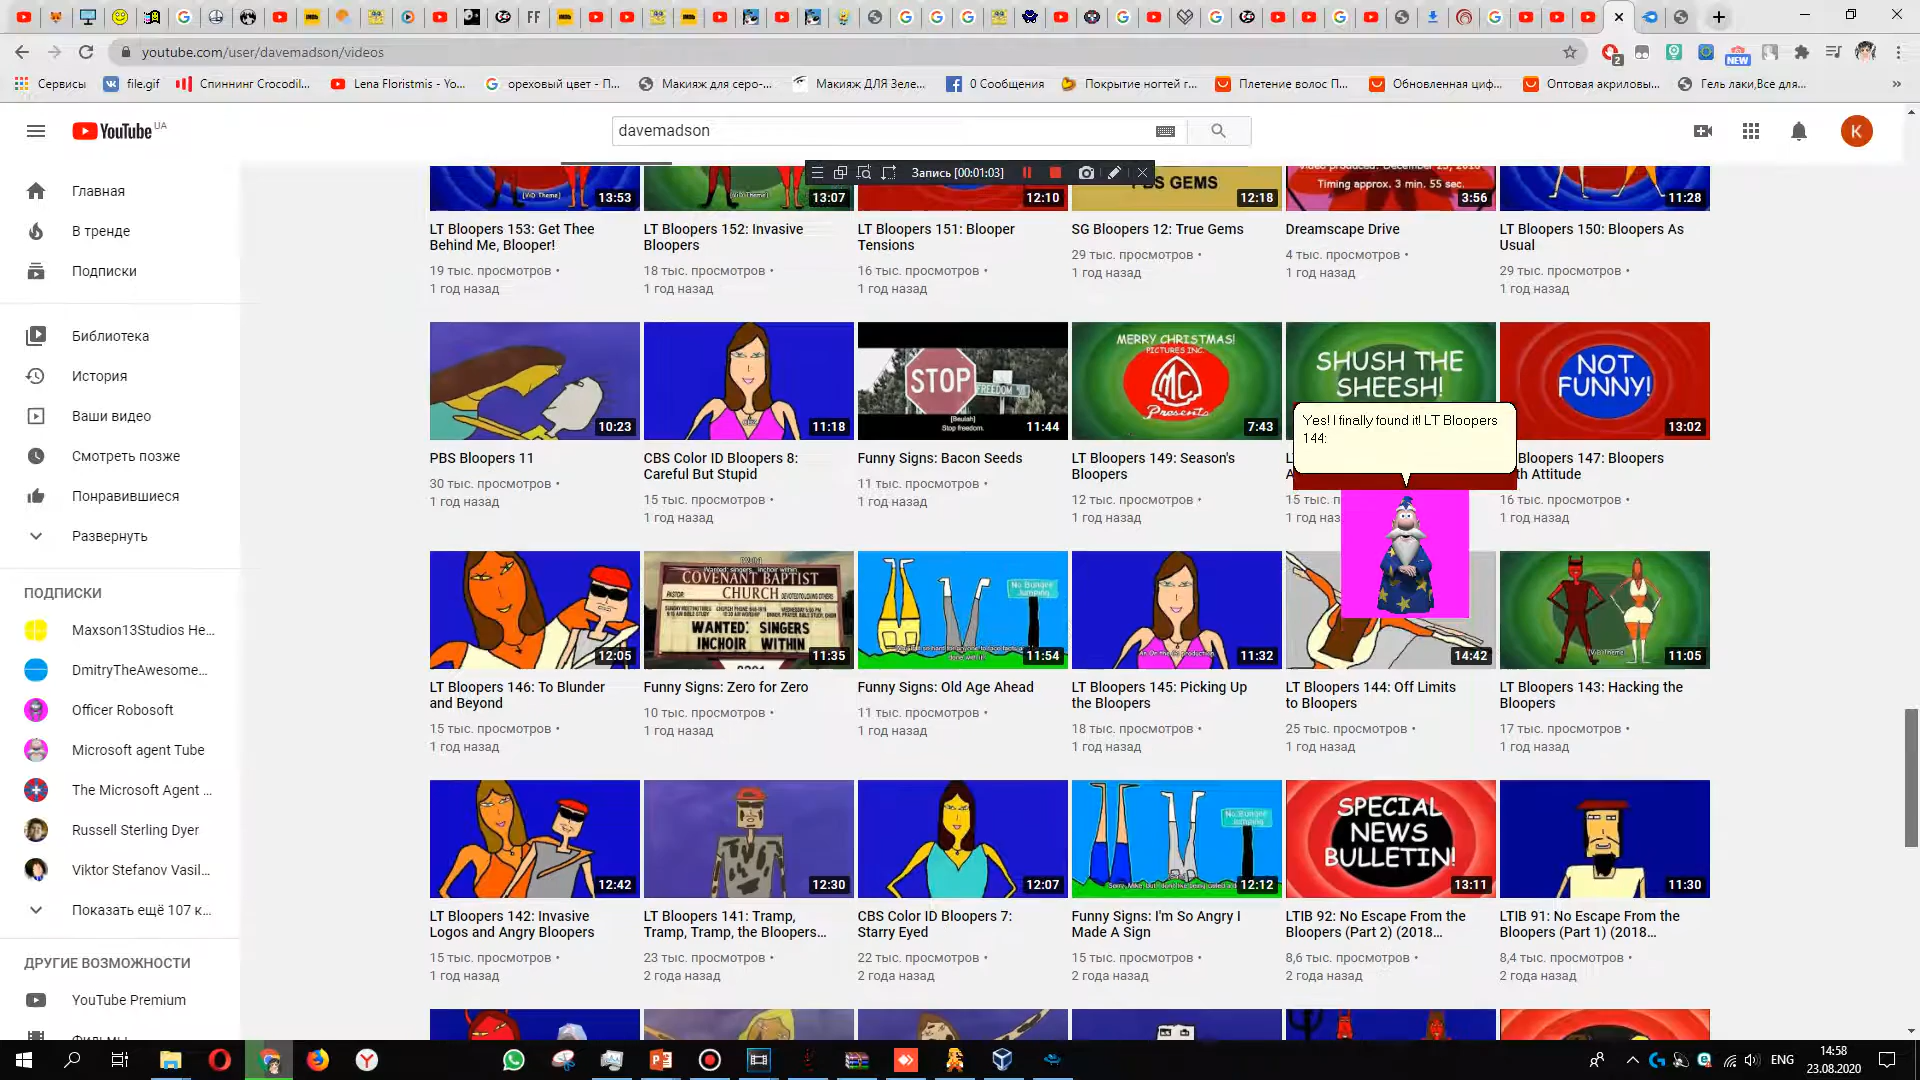 youtube.com/user/davemadson/videos
2
NEW
Сервисы
file.gif
Спиннинг Crocodil...
Lena Floristmis - Yo...
ореховый цвет - П...
Макияж для серо-...
Макияж ДЛЯ Зеле...
0 Сообщения
Покрытие ногтей г...
Плетение волос П...
Обновленная циф...
Оптовая акриловы...
Гель лаки,Все для...
YouTube UA
davemadson
K
Запись [00:01:03]
Главная
В тренде
Подписки
Библиотека
История
Ваши видео
Смотреть позже
Понравившиеся
Развернуть
ПОДПИСКИ
Maxson13Studios He...
DmitryTheAwesome...
Officer Robosoft
Microsoft agent Tube
The Microsoft Agent ...
Russell Sterling Dyer
Viktor Stefanov Vasil...
Показать ещё 107 к...
ДРУГИЕ ВОЗМОЖНОСТИ
YouTube Premium
Фильмы
13:53
13:07
12:10
GEMS
12:18
Timing approx. 3 min. 55 sec.
3:56
11:28
LT Bloopers 153: Get Thee
Behind Me, Blooper!
19 тыс. просмотров •
1 год назад
LT Bloopers 152: Invasive
Bloopers
18 тыс. просмотров •
1 год назад
LT Bloopers 151: Blooper
Tensions
16 тыс. просмотров •
1 год назад
SG Bloopers 12: True Gems
29 тыс. просмотров •
1 год назад
Dreamscape Drive
4 тыс. просмотров •
1 год назад
LT Bloopers 150: Bloopers As
Usual
29 тыс. просмотров •
1 год назад
10:23
11:18
STOP
FREEDOM
[Beulah]
Stop freedom.
11:44
MERRY CHRISTMAS!
PICTURES INC.
MC
Presents
7:43
SHUSH THE
SHEESH!
NOT
FUNNY!
13:02
PBS Bloopers 11
30 тыс. просмотров •
1 год назад
CBS Color ID Bloopers 8:
Careful But Stupid
15 тыс. просмотров •
1 год назад
Funny Signs: Bacon Seeds
11 тыс. просмотров •
1 год назад
LT Bloopers 149: Season's
Bloopers
12 тыс. просмотров •
1 год назад
Yes! I finally found it! LT Bloopers
144:
15 тыс. п
1 год наз
Bloopers 147: Bloopers
th Attitude
16 тыс. просмотров •
1 год назад
12:05
COVENANT BAPTIST
CHURCH
WANTED: SINGERS
INCHOIR WITHIN
11:35
No Bungee
Jumping
11:54
11:32
14:42
11:05
LT Bloopers 146: To Blunder
and Beyond
15 тыс. просмотров •
1 год назад
Funny Signs: Zero for Zero
10 тыс. просмотров •
1 год назад
Funny Signs: Old Age Ahead
11 тыс. просмотров •
1 год назад
LT Bloopers 145: Picking Up
the Bloopers
18 тыс. просмотров •
1 год назад
LT Bloopers 144: Off Limits
to Bloopers
25 тыс. просмотров •
1 год назад
LT Bloopers 143: Hacking the
Bloopers
17 тыс. просмотров •
1 год назад
12:42
12:30
12:07
No Bungee
Jumping
12:12
SPECIAL
NEWS
BULLETIN!
13:11
11:30
LT Bloopers 142: Invasive
Logos and Angry Bloopers
15 тыс. просмотров •
1 год назад
LT Bloopers 141: Tramp,
Tramp, Tramp, the Bloopers...
23 тыс. просмотров •
2 года назад
CBS Color ID Bloopers 7:
Starry Eyed
22 тыс. просмотров •
2 года назад
Funny Signs: I'm So Angry I
Made A Sign
15 тыс. просмотров •
2 года назад
LTIB 92: No Escape From the
Bloopers (Part 2) (2018...
8,6 тыс. просмотров •
2 года назад
LTIB 91: No Escape From the
Bloopers (Part 1) (2018...
8,4 тыс. просмотров •
2 года назад
ENG
14:58
23.08.2020